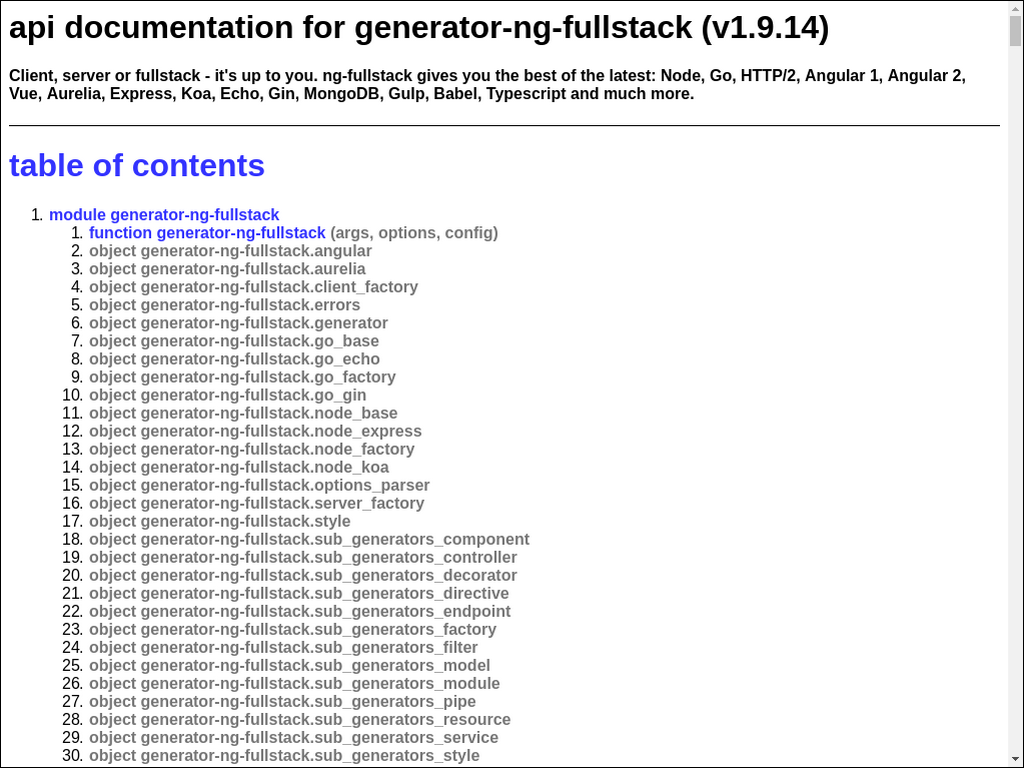 api documentation for generator-ng-fullstack (v1.9.14)
Client, server or fullstack - it's up to you. ng-fullstack gives you the best of the latest: Node, Go, HTTP/2, Angular 1, Angular 2,
Vue, Aurelia, Express, Koa, Echo, Gin, MongoDB, Gulp, Babel, Typescript and much more.
table of contents
1. module generator-ng-fullstack
1. function generator-ng-fullstack (args, options, config)
2. object generator-ng-fullstack.angular
3. object generator-ng-fullstack.aurelia
4. object generator-ng-fullstack.client_factory
5. object generator-ng-fullstack.errors
6. object generator-ng-fullstack.generator
7. object generator-ng-fullstack.go_base
8. object generator-ng-fullstack.go_echo
9. object generator-ng-fullstack.go_factory
10. object generator-ng-fullstack.go_gin
11. object generator-ng-fullstack.node_base
12. object generator-ng-fullstack.node_express
13. object generator-ng-fullstack.node_factory
14. object generator-ng-fullstack.node_koa
15. object generator-ng-fullstack.options_parser
16. object generator-ng-fullstack.server_factory
17. object generator-ng-fullstack.style
18. object generator-ng-fullstack.sub_generators_component
19. object generator-ng-fullstack.sub_generators_controller
20. object generator-ng-fullstack.sub_generators_decorator
21. object generator-ng-fullstack.sub_generators_directive
22. object generator-ng-fullstack.sub_generators_endpoint
23. object generator-ng-fullstack.sub_generators_factory
24. object generator-ng-fullstack.sub_generators_filter
25. object generator-ng-fullstack.sub_generators_model
26. object generator-ng-fullstack.sub_generators_module
27. object generator-ng-fullstack.sub_generators_pipe
28. object generator-ng-fullstack.sub_generators_resource
29. object generator-ng-fullstack.sub_generators_service
30. object generator-ng-fullstack.sub_generators_style